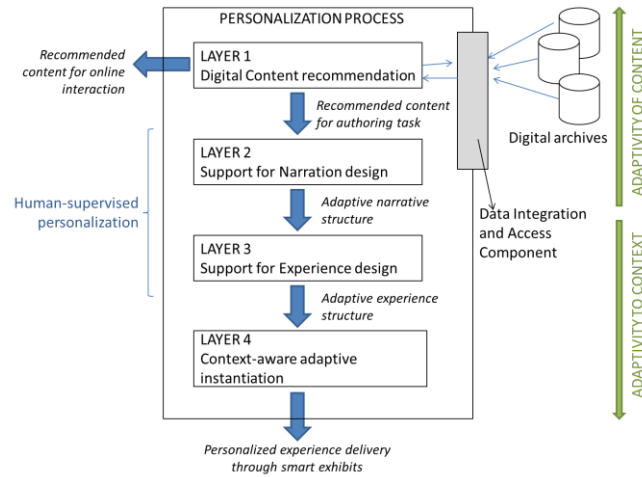 PERSONALIZATION PROCESS
Recommended
content for online
interaction
LAYER 1
Digital Content recommendation
Recommended content
for authoring task
Digital archives
LAYER 2
Support for Narration design
Human-supervised
personalization
Adaptive narrative
structure
Data Integration
and Access
Component
LAYER 3
Support for Experience design
Adaptive experience
structure
LAYER 4
Context-aware adaptive
instantiation
Personalized experience delivery
through smart exhibits
ADAPTIVITY OF CONTENT
ADAPTIVITY TO CONTEXT